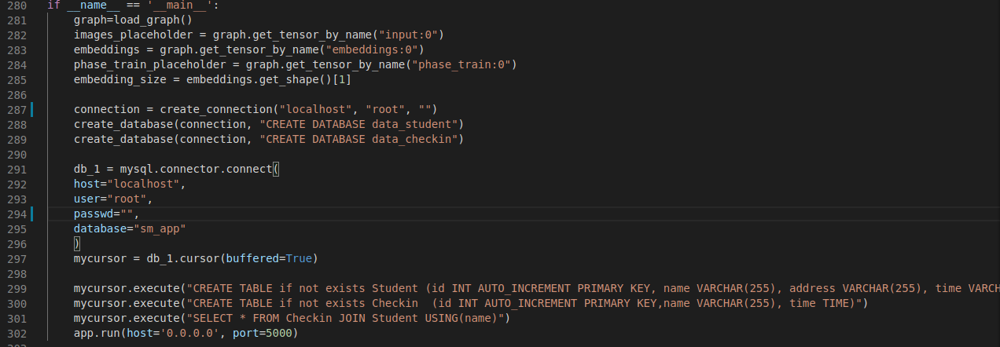 280 if __name__ == '__main__':
281 graph=load_graph()
282 images_placeholder = graph.get_tensor_by_name("input:0")
283 embeddings = graph.get_tensor_by_name("embeddings:0")
284 phase_train_placeholder = graph.get_tensor_by_name("phase_train:0")
285 embedding_size = embeddings.get_shape()[1]
286
287 connection = create_connection("localhost", "root", "")
288 create_database(connection, "CREATE DATABASE data_student")
289 create_database(connection, "CREATE DATABASE data_checkin")
290
291 db_1 = mysql.connector.connect(
292 host="localhost",
293 user="root",
294 passwd="",
295 database="sm_app"
296 )
297 mycursor = db_1.cursor(buffered=True)
298
299 mycursor.execute("CREATE TABLE if not exists Student (id INT AUTO_INCREMENT PRIMARY KEY, name VARCHAR(255), address VARCHAR(255), time VARCH
300 mycursor.execute("CREATE TABLE if not exists Checkin  (id INT AUTO_INCREMENT PRIMARY KEY,name VARCHAR(255), time TIME)")
301 mycursor.execute("SELECT * FROM Checkin JOIN Student USING(name)")
302 app.run(host='0.0.0.0', port=5000)